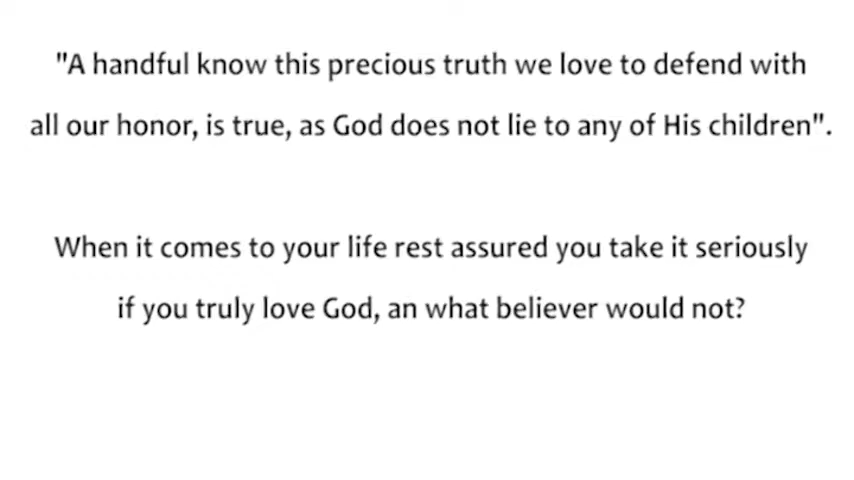 "A handful know this precious truth we love to defend with
all our honor, is true, as God does not lie to any of His children".
When it comes to your life rest assured you take it seriously
if you truly love God, an what believer would not?